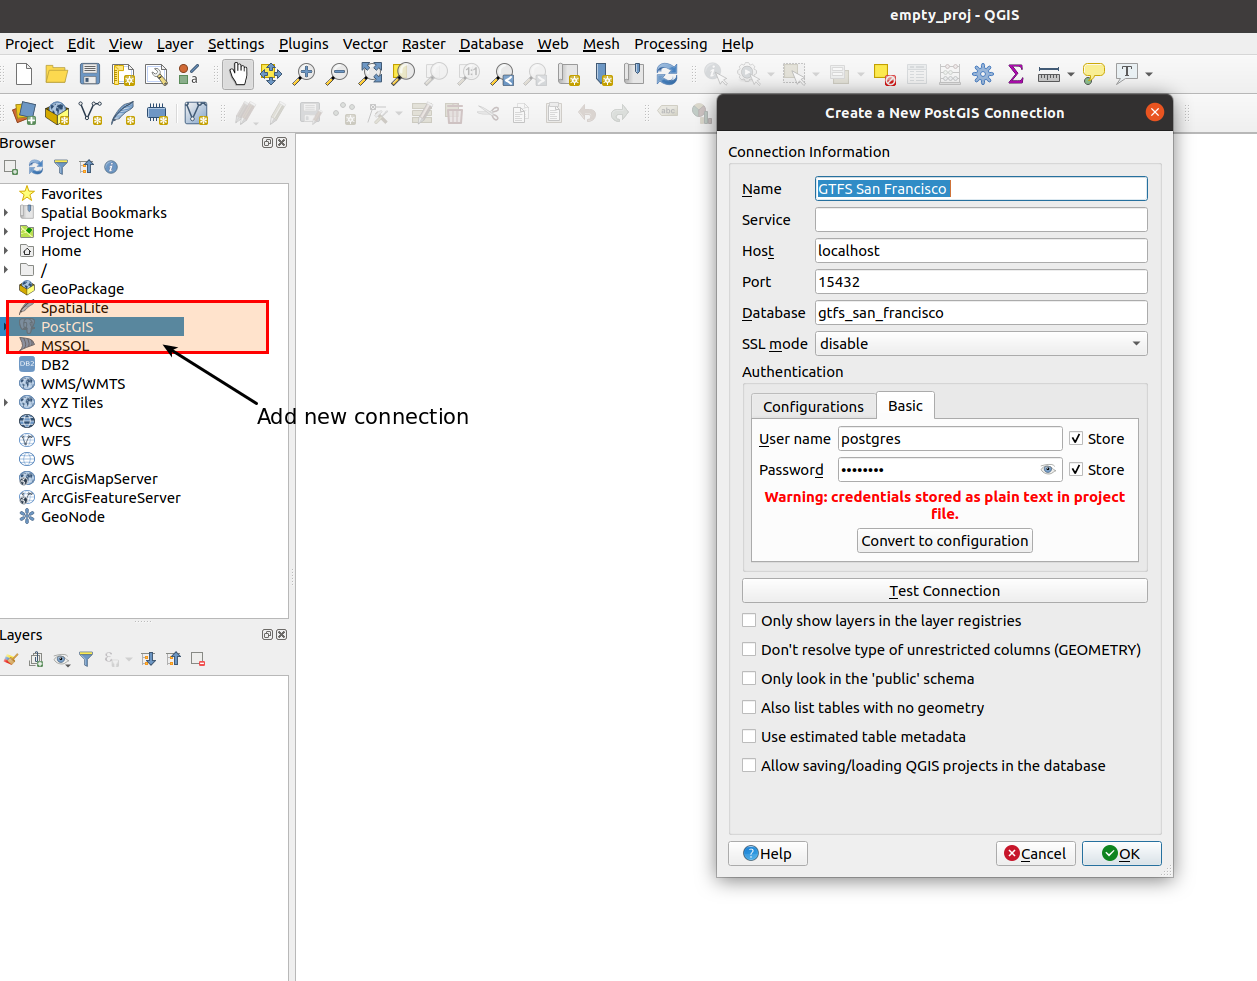 empty_proj - QGIS
Project Edit View Layer Settings Plugins Vector Raster Database Web Mesh Processing Help
Browser
Favorites
Spatial Bookmarks
Project Home
Home
/
GeoPackage
SpatiaLite
PostGIS
MSSQL
DB2
WMS/WMTS
XYZ Tiles
WCS
WFS
OWS
ArcGisMapServer
ArcGisFeatureServer
GeoNode
Add new connection
Layers
Create a New PostGIS Connection
Connection Information
Name GTFS San Francisco
Service
Host localhost
Port 15432
Database gtfs_san_francisco
SSL mode disable
Authentication
Configurations Basic
User name postgres Store
Password •••••••• Store
Warning: credentials stored as plain text in project
file.
Convert to configuration
Test Connection
Only show layers in the layer registries
Don't resolve type of unrestricted columns (GEOMETRY)
Only look in the 'public' schema
Also list tables with no geometry
Use estimated table metadata
Allow saving/loading QGIS projects in the database
Help Cancel OK